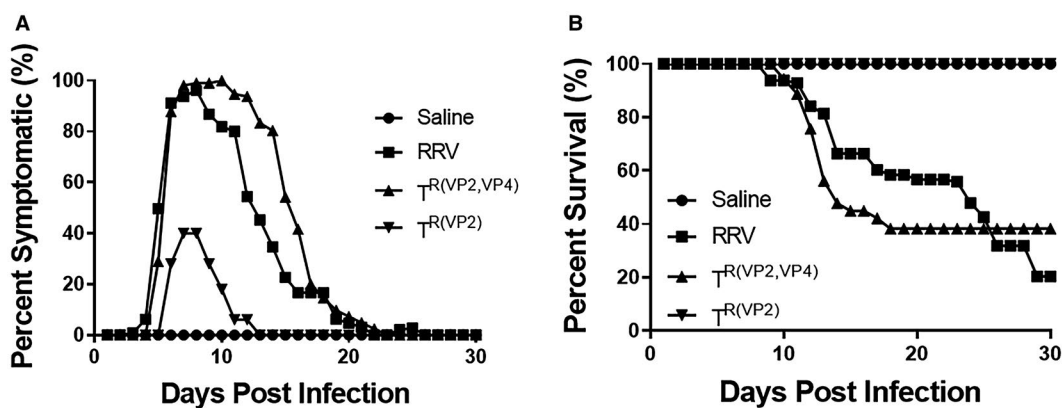 A
Percent Symptomatic (%)
100
80
60
40
20
0
0
10
20
30
Days Post Infection
Saline
RRV
T^R(VP2,VP4)
T^R(VP2)
B
Percent Survival (%)
100
80
60
40
20
0
0
10
20
30
Days Post Infection
Saline
RRV
T^R(VP2,VP4)
T^R(VP2)